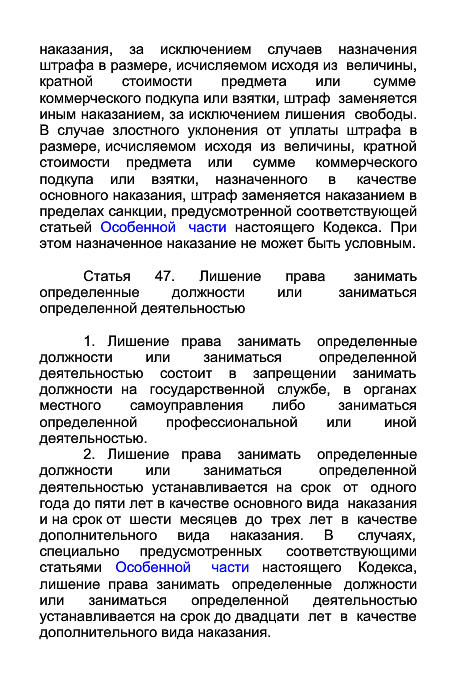 наказания, за исключением случаев назначения
штрафа в размере, исчисляемом исходя из величины,
кратной стоимости предмета или сумме
коммерческого подкупа или взятки, штраф заменяется
иным наказанием, за исключением лишения свободы.
В случае злостного уклонения от уплаты штрафа в
размере, исчисляемом исходя из величины, кратной
стоимости предмета или сумме коммерческого
подкупа или взятки, назначенного в качестве
основного наказания, штраф заменяется наказанием в
пределах санкции, предусмотренной соответствующей
статьей Особенной части настоящего Кодекса. При
этом назначенное наказание не может быть условным.
Статья 47. Лишение права занимать
определенные должности или заниматься
определенной деятельностью
1. Лишение права занимать определенные
должности или заниматься определенной
деятельностью состоит в запрещении занимать
должности на государственной службе, в органах
местного самоуправления либо заниматься
определенной профессиональной или иной
деятельностью.
2. Лишение права занимать определенные
должности или заниматься определенной
деятельностью устанавливается на срок от одного
года до пяти лет в качестве основного вида наказания
и на срок от шести месяцев до трех лет в качестве
дополнительного вида наказания. В случаях,
специально предусмотренных соответствующими
статьями Особенной части настоящего Кодекса,
лишение права занимать определенные должности
или заниматься определенной деятельностью
устанавливается на срок до двадцати лет в качестве
дополнительного вида наказания.